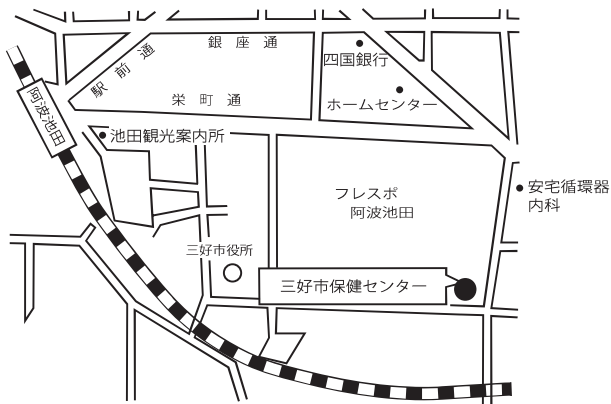 銀座通
駅前通
四国銀行
栄町通
ホームセンター
阿波池田
池田観光案内所
安宅循環器
内科
フレスポ
阿波池田
三好市役所
三好市保健センター